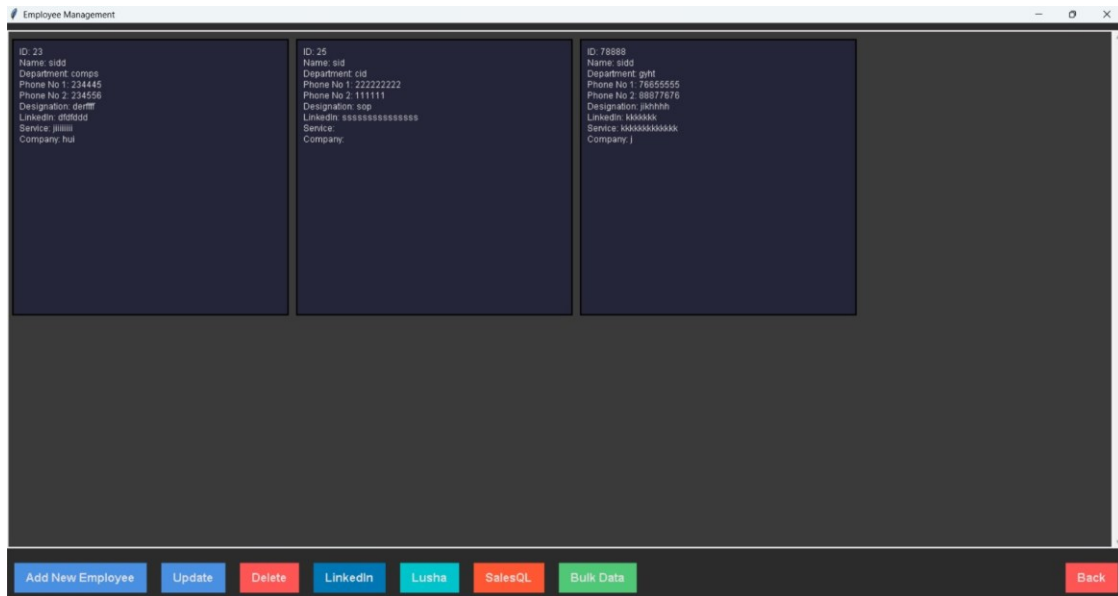 Employee Management
ID: 23
Name: sidd
Department: comps
Phone No 1: 234445
Phone No 2: 234556
Designation: derffff
LinkedIn: dfdfddd
Company: hui
ID: 25
Name: sid
Department: cid
Phone No 1: 222222222
Phone No 2: 111111
Designation: sop
LinkedIn: sssssssssssssss
Service:
Company:
ID: 78888
Name: sidd
Department: gyht
Phone No 1: 76655555
Phone No 2: 88877676
Designation: jikhhhh
LinkedIn: kkkkkkk
Service: kkkkkkkkkkkkk
Company: j
Add New Employee Update Delete LinkedIn Lusha SalesQL Bulk Data Back